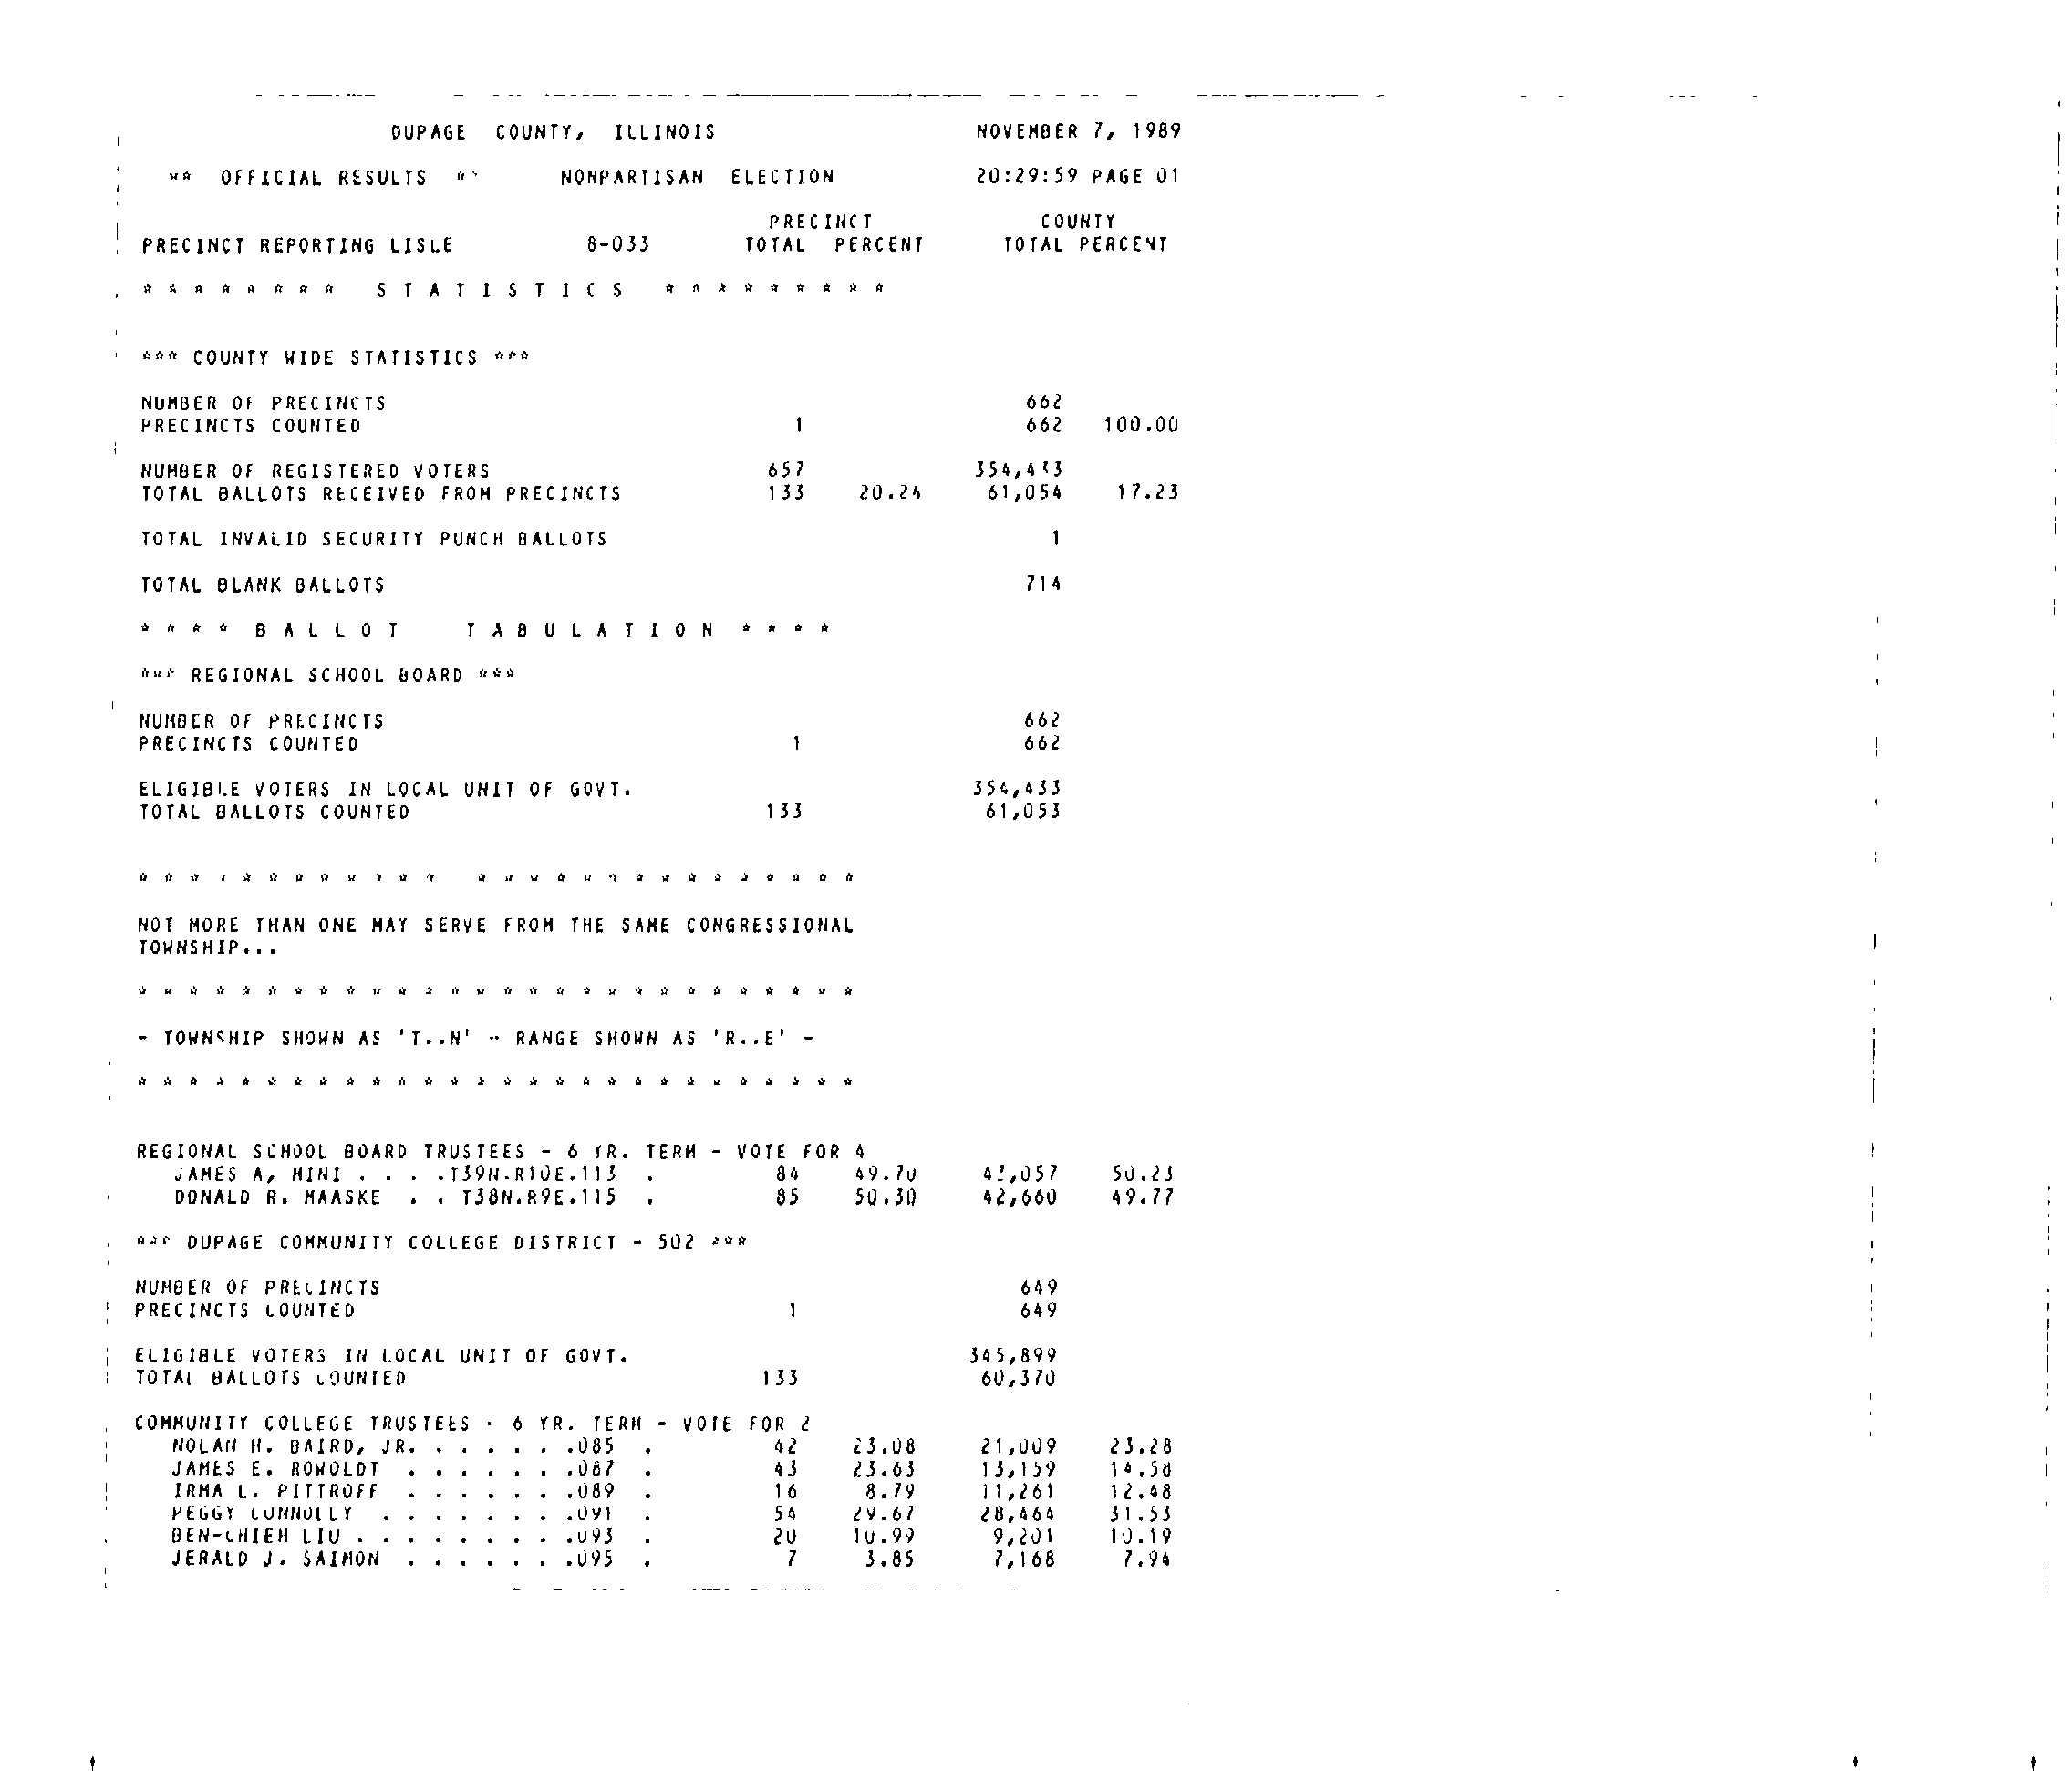 DUPAGE COUNTY, ILLINOIS NOVEMBER 7, 1989
** OFFICIAL RESULTS ** NONPARTISAN ELECTION 20:29:59 PAGE 01
PRECINCT COUNTY
PRECINCT REPORTING LISLE 8-033 TOTAL PERCENT TOTAL PERCENT
* * * * * * * * S T A T I S T I C S * * * * * * * * *
*** COUNTY WIDE STATISTICS ***
NUMBER OF PRECINCTS 662
PRECINCTS COUNTED 1 662 100.00
NUMBER OF REGISTERED VOTERS 657 354,433
TOTAL BALLOTS RECEIVED FROM PRECINCTS 133 20.24 61,054 17.23
TOTAL INVALID SECURITY PUNCH BALLOTS 1
TOTAL BLANK BALLOTS 714
* * * * B A L L O T T A B U L A T I O N * * * *
*** REGIONAL SCHOOL BOARD ***
NUMBER OF PRECINCTS 662
PRECINCTS COUNTED 1 662
ELIGIBLE VOTERS IN LOCAL UNIT OF GOVT. 354,433
TOTAL BALLOTS COUNTED 133 61,053
* * * * * * * * * * * * * * * * * * * * * * * * * * *
NOT MORE THAN ONE MAY SERVE FROM THE SAME CONGRESSIONAL
TOWNSHIP...
* * * * * * * * * * * * * * * * * * * * * * * * * * * *
- TOWNSHIP SHOWN AS 'T..N' - RANGE SHOWN AS 'R..E' -
* * * * * * * * * * * * * * * * * * * * * * * * * * * *
REGIONAL SCHOOL BOARD TRUSTEES - 6 YR. TERM - VOTE FOR 4
JAMES A, MINI . . . .T39N.R10E.113 . 84 49.70 43,057 50.23
DONALD R. MAASKE . . T38N.R9E.115 . 85 50.30 42,660 49.77
*** DUPAGE COMMUNITY COLLEGE DISTRICT - 502 ***
NUMBER OF PRECINCTS 649
PRECINCTS COUNTED 1 649
ELIGIBLE VOTERS IN LOCAL UNIT OF GOVT. 345,899
TOTAL BALLOTS COUNTED 133 60,370
COMMUNITY COLLEGE TRUSTEES - 6 YR. TERM - VOTE FOR 2
NOLAN H. BAIRD, JR. . . . . . .085 . 42 23.08 21,009 23.28
JAMES E. ROWOLDT . . . . . . .087 . 43 23.63 13,159 14.58
IRMA L. PITTROFF . . . . . . .089 . 16 8.79 11,261 12.48
PEGGY CONNOLLY . . . . . . . .091 . 54 29.67 28,464 31.53
BEN-CHIEH LIU . . . . . . . . .093 . 20 10.99 9,201 10.19
JERALD J. SAIMON . . . . . . .095 . 7 3.85 7,168 7.94